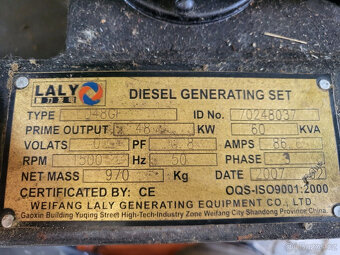 LALY
DIESEL GENERATING SET
TYPE J48GF ID No. 70248037
PRIME OUTPUT 48 KW 60 KVA
VOLATS PF 0.8 AMPS 86.
RPM 1500 Hz 50 PHASE 3
NET MASS 970 Kg DATE 2007
CERTIFICATED BY: CE OQS-ISO9001:2000
WEIFANG LALY GENERATING EQUIPMENT CO., LTD.
Gaoxin Building Yuqing Street High-Tech-Industry Zone Weifang City Shandong Province China